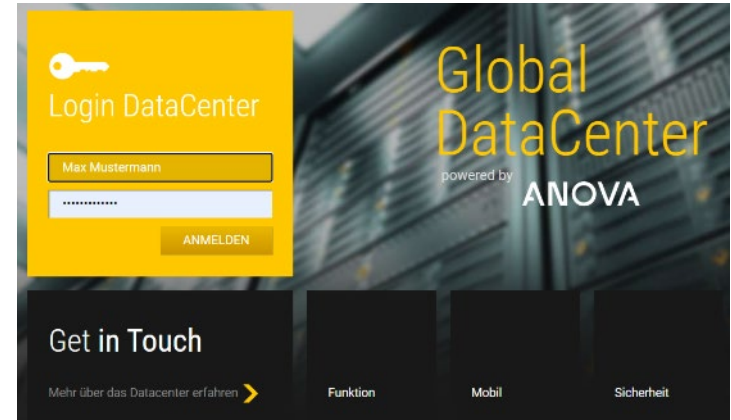 Login DataCenter
Max Mustermann
•••••••••••••
ANMELDEN
Global
DataCenter
powered by
ANOVA
Get in Touch
Mehr über das Datacenter erfahren
Funktion
Mobil
Sicherheit